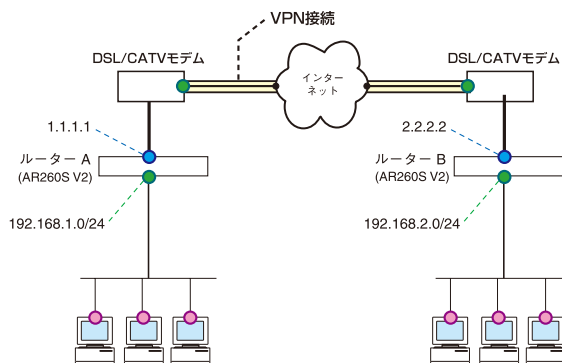 VPN接続
DSL/CATVモデム
インター
ネット
DSL/CATVモデム
1.1.1.1
2.2.2.2
ルーター A
(AR260S V2)
ルーター B
(AR260S V2)
192.168.1.0/24
192.168.2.0/24